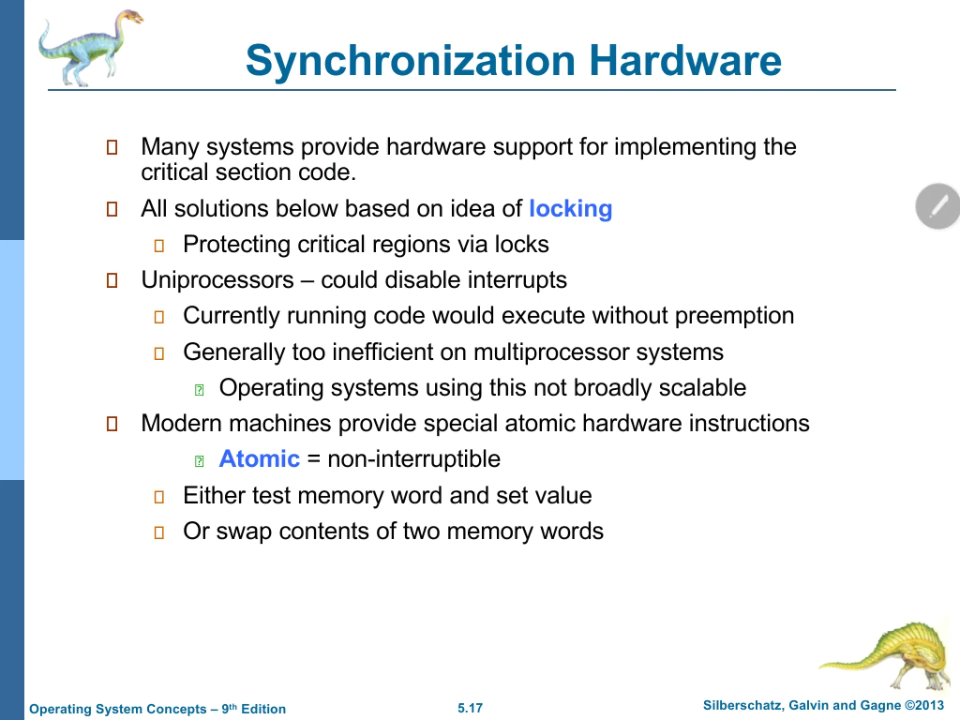 Synchronization Hardware
Many systems provide hardware support for implementing the
critical section code.
All solutions below based on idea of locking
Protecting critical regions via locks
Uniprocessors – could disable interrupts
Currently running code would execute without preemption
Generally too inefficient on multiprocessor systems
Operating systems using this not broadly scalable
Modern machines provide special atomic hardware instructions
Atomic = non-interruptible
Either test memory word and set value
Or swap contents of two memory words
Operating System Concepts – 9th Edition
5.17
Silberschatz, Galvin and Gagne ©2013